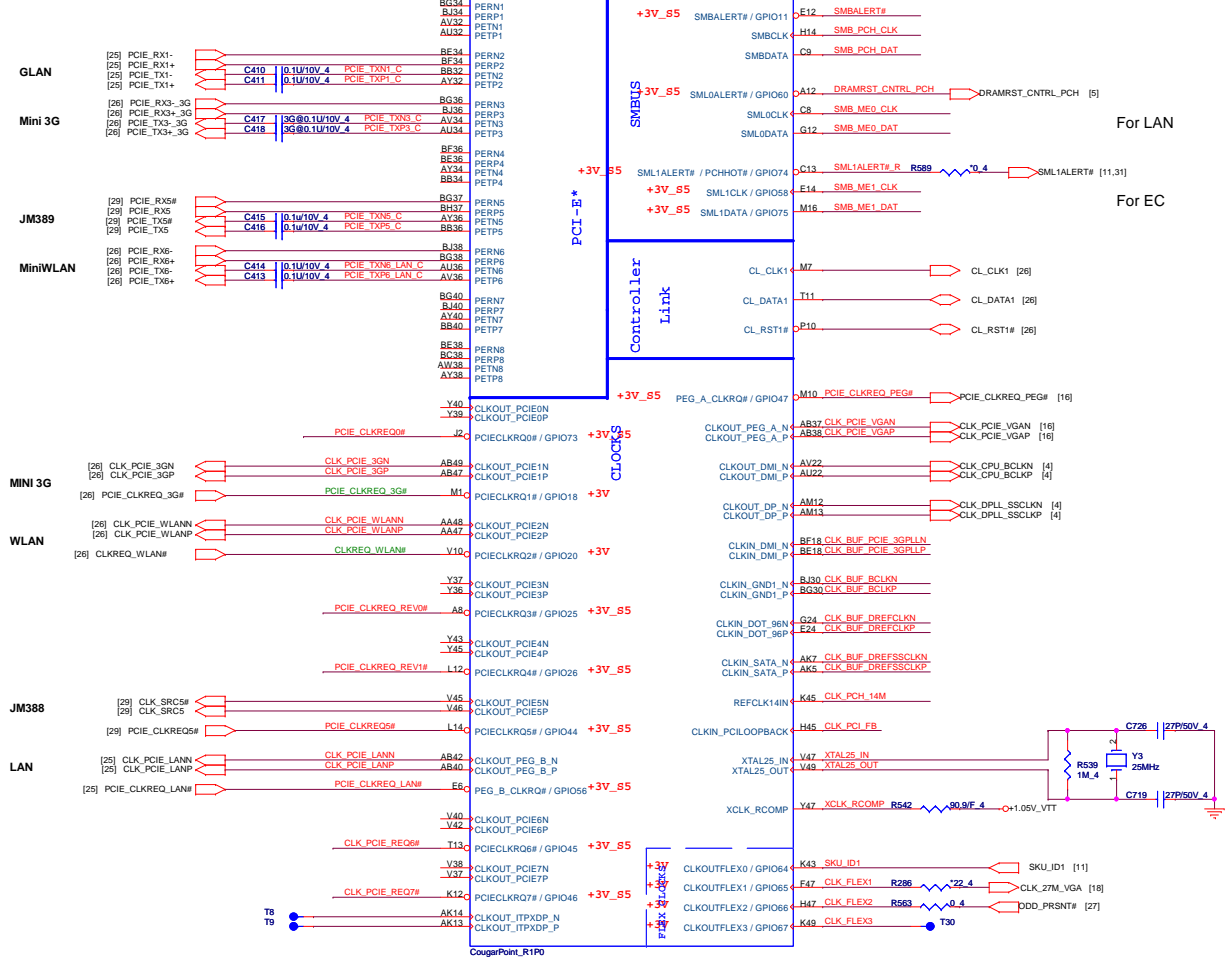 BG34 PERN1
BJ34 PERP1
AV32 PETN1
AU32 PETP1
GLAN
[25] PCIE_RX1- BE34 PERN2
[25] PCIE_RX1+ BF34 PERP2
[25] PCIE_TX1- C410 0.1U/10V_4 PCIE_TXN1_C BB32 PETN2
[25] PCIE_TX1+ C411 0.1U/10V_4 PCIE_TXP1_C AY32 PETP2
Mini 3G
[26] PCIE_RX3-_3G BG36 PERN3
[26] PCIE_RX3+_3G BJ36 PERP3
[26] PCIE_TX3-_3G C417 3G@0.1U/10V_4 PCIE_TXN3_C AV34 PETN3
[26] PCIE_TX3+_3G C418 3G@0.1U/10V_4 PCIE_TXP3_C AU34 PETP3
BF36 PERN4
BE36 PERP4
AY34 PETN4
BB34 PETP4
JM389
[29] PCIE_RX5# BG37 PERN5
[29] PCIE_RX5 BH37 PERP5
[29] PCIE_TX5# C415 0.1u/10V_4 PCIE_TXN5_C AY36 PETN5
[29] PCIE_TX5 C416 0.1u/10V_4 PCIE_TXP5_C BB36 PETP5
MiniWLAN
[26] PCIE_RX6- BJ38 PERN6
[26] PCIE_RX6+ BG38 PERP6
[26] PCIE_TX6- C414 0.1U/10V_4 PCIE_TXN6_LAN_C AU36 PETN6
[26] PCIE_TX6+ C413 0.1U/10V_4 PCIE_TXP6_LAN_C AV36 PETP6
BG40 PERN7
BJ40 PERP7
AY40 PETN7
BB40 PETP7
BE38 PERN8
BC38 PERP8
AW38 PETN8
AY38 PETP8
PCI-E*
Y40 CLKOUT_PCIE0N
Y39 CLKOUT_PCIE0P
PCIE_CLKREQ0# J2 PCIECLKRQ0# / GPIO73 +3V_S5
MINI 3G
[26] CLK_PCIE_3GN CLK_PCIE_3GN AB49 CLKOUT_PCIE1N
[26] CLK_PCIE_3GP CLK_PCIE_3GP AB47 CLKOUT_PCIE1P
[26] PCIE_CLKREQ_3G# PCIE_CLKREQ_3G# M1 PCIECLKRQ1# / GPIO18 +3V
WLAN
[26] CLK_PCIE_WLANN CLK_PCIE_WLANN AA48 CLKOUT_PCIE2N
[26] CLK_PCIE_WLANP CLK_PCIE_WLANP AA47 CLKOUT_PCIE2P
[26] CLKREQ_WLAN# CLKREQ_WLAN# V10 PCIECLKRQ2# / GPIO20 +3V
Y37 CLKOUT_PCIE3N
Y36 CLKOUT_PCIE3P
PCIE_CLKREQ_REV0# A8 PCIECLKRQ3# / GPIO25 +3V_S5
Y43 CLKOUT_PCIE4N
Y45 CLKOUT_PCIE4P
PCIE_CLKREQ_REV1# L12 PCIECLKRQ4# / GPIO26 +3V_S5
JM388
[29] CLK_SRC5# V45 CLKOUT_PCIE5N
[29] CLK_SRC5 V46 CLKOUT_PCIE5P
[29] PCIE_CLKREQ5# PCIE_CLKREQ5# L14 PCIECLKRQ5# / GPIO44 +3V_S5
LAN
[25] CLK_PCIE_LANN CLK_PCIE_LANN AB42 CLKOUT_PEG_B_N
[25] CLK_PCIE_LANP CLK_PCIE_LANP AB40 CLKOUT_PEG_B_P
[25] PCIE_CLKREQ_LAN# PCIE_CLKREQ_LAN# E6 PEG_B_CLKRQ# / GPIO56 +3V_S5
V40 CLKOUT_PCIE6N
V42 CLKOUT_PCIE6P
CLK_PCIE_REQ6# T13 PCIECLKRQ6# / GPIO45 +3V_S5
V38 CLKOUT_PCIE7N
V37 CLKOUT_PCIE7P
CLK_PCIE_REQ7# K12 PCIECLKRQ7# / GPIO46 +3V_S5
T8 AK14 CLKOUT_ITPXDP_N
T9 AK13 CLKOUT_ITPXDP_P
CougarPoint_R1P0
SMBUS
+3V_S5 SMBALERT# / GPIO11 E12 SMBALERT#
SMBCLK H14 SMB_PCH_CLK
SMBDATA C9 SMB_PCH_DAT
+3V_S5 SML0ALERT# / GPIO60 A12 DRAMRST_CNTRL_PCH DRAMRST_CNTRL_PCH [5]
SML0CLK C8 SMB_ME0_CLK
SML0DATA G12 SMB_ME0_DAT
For LAN
+3V_S5 SML1ALERT# / PCHHOT# / GPIO74 C13 SML1ALERT#_R R589 *0_4 SML1ALERT# [11,31]
+3V_S5 SML1CLK / GPIO58 E14 SMB_ME1_CLK
+3V_S5 SML1DATA / GPIO75 M16 SMB_ME1_DAT
For EC
Controller
Link
CL_CLK1 M7 CL_CLK1 [26]
CL_DATA1 T11 CL_DATA1 [26]
CL_RST1# P10 CL_RST1# [26]
CLOCKS
+3V_S5 PEG_A_CLKRQ# / GPIO47 M10 PCIE_CLKREQ_PEG# PCIE_CLKREQ_PEG# [16]
CLKOUT_PEG_A_N AB37 CLK_PCIE_VGAN CLK_PCIE_VGAN [16]
CLKOUT_PEG_A_P AB38 CLK_PCIE_VGAP CLK_PCIE_VGAP [16]
CLKOUT_DMI_N AV22 CLK_CPU_BCLKN [4]
CLKOUT_DMI_P AU22 CLK_CPU_BCLKP [4]
CLKOUT_DP_N AM12 CLK_DPLL_SSCLKN [4]
CLKOUT_DP_P AM13 CLK_DPLL_SSCLKP [4]
CLKIN_DMI_N BF18 CLK_BUF_PCIE_3GPLLN
CLKIN_DMI_P BE18 CLK_BUF_PCIE_3GPLLP
CLKIN_GND1_N BJ30 CLK_BUF_BCLKN
CLKIN_GND1_P BG30 CLK_BUF_BCLKP
CLKIN_DOT_96N G24 CLK_BUF_DREFCLKN
CLKIN_DOT_96P E24 CLK_BUF_DREFCLKP
CLKIN_SATA_N AK7 CLK_BUF_DREFSSCLKN
CLKIN_SATA_P AK5 CLK_BUF_DREFSSCLKP
REFCLK14IN K45 CLK_PCH_14M
CLKIN_PCILOOPBACK H45 CLK_PCI_FB
XTAL25_IN V47 XTAL25_IN
XTAL25_OUT V49 XTAL25_OUT
C726 27P/50V_4
R539 1M_4
2
Y3
25MHz
1
C719 27P/50V_4
XCLK_RCOMP Y47 XCLK_RCOMP R542 90.9/F_4 +1.05V_VTT
FLEX CLOCKS
+3V CLKOUTFLEX0 / GPIO64 K43 SKU_ID1 SKU_ID1 [11]
+3V CLKOUTFLEX1 / GPIO65 F47 CLK_FLEX1 R286 *22_4 CLK_27M_VGA [18]
+3V CLKOUTFLEX2 / GPIO66 H47 CLK_FLEX2 R563 0_4 ODD_PRSNT# [27]
+3V CLKOUTFLEX3 / GPIO67 K49 CLK_FLEX3 T30